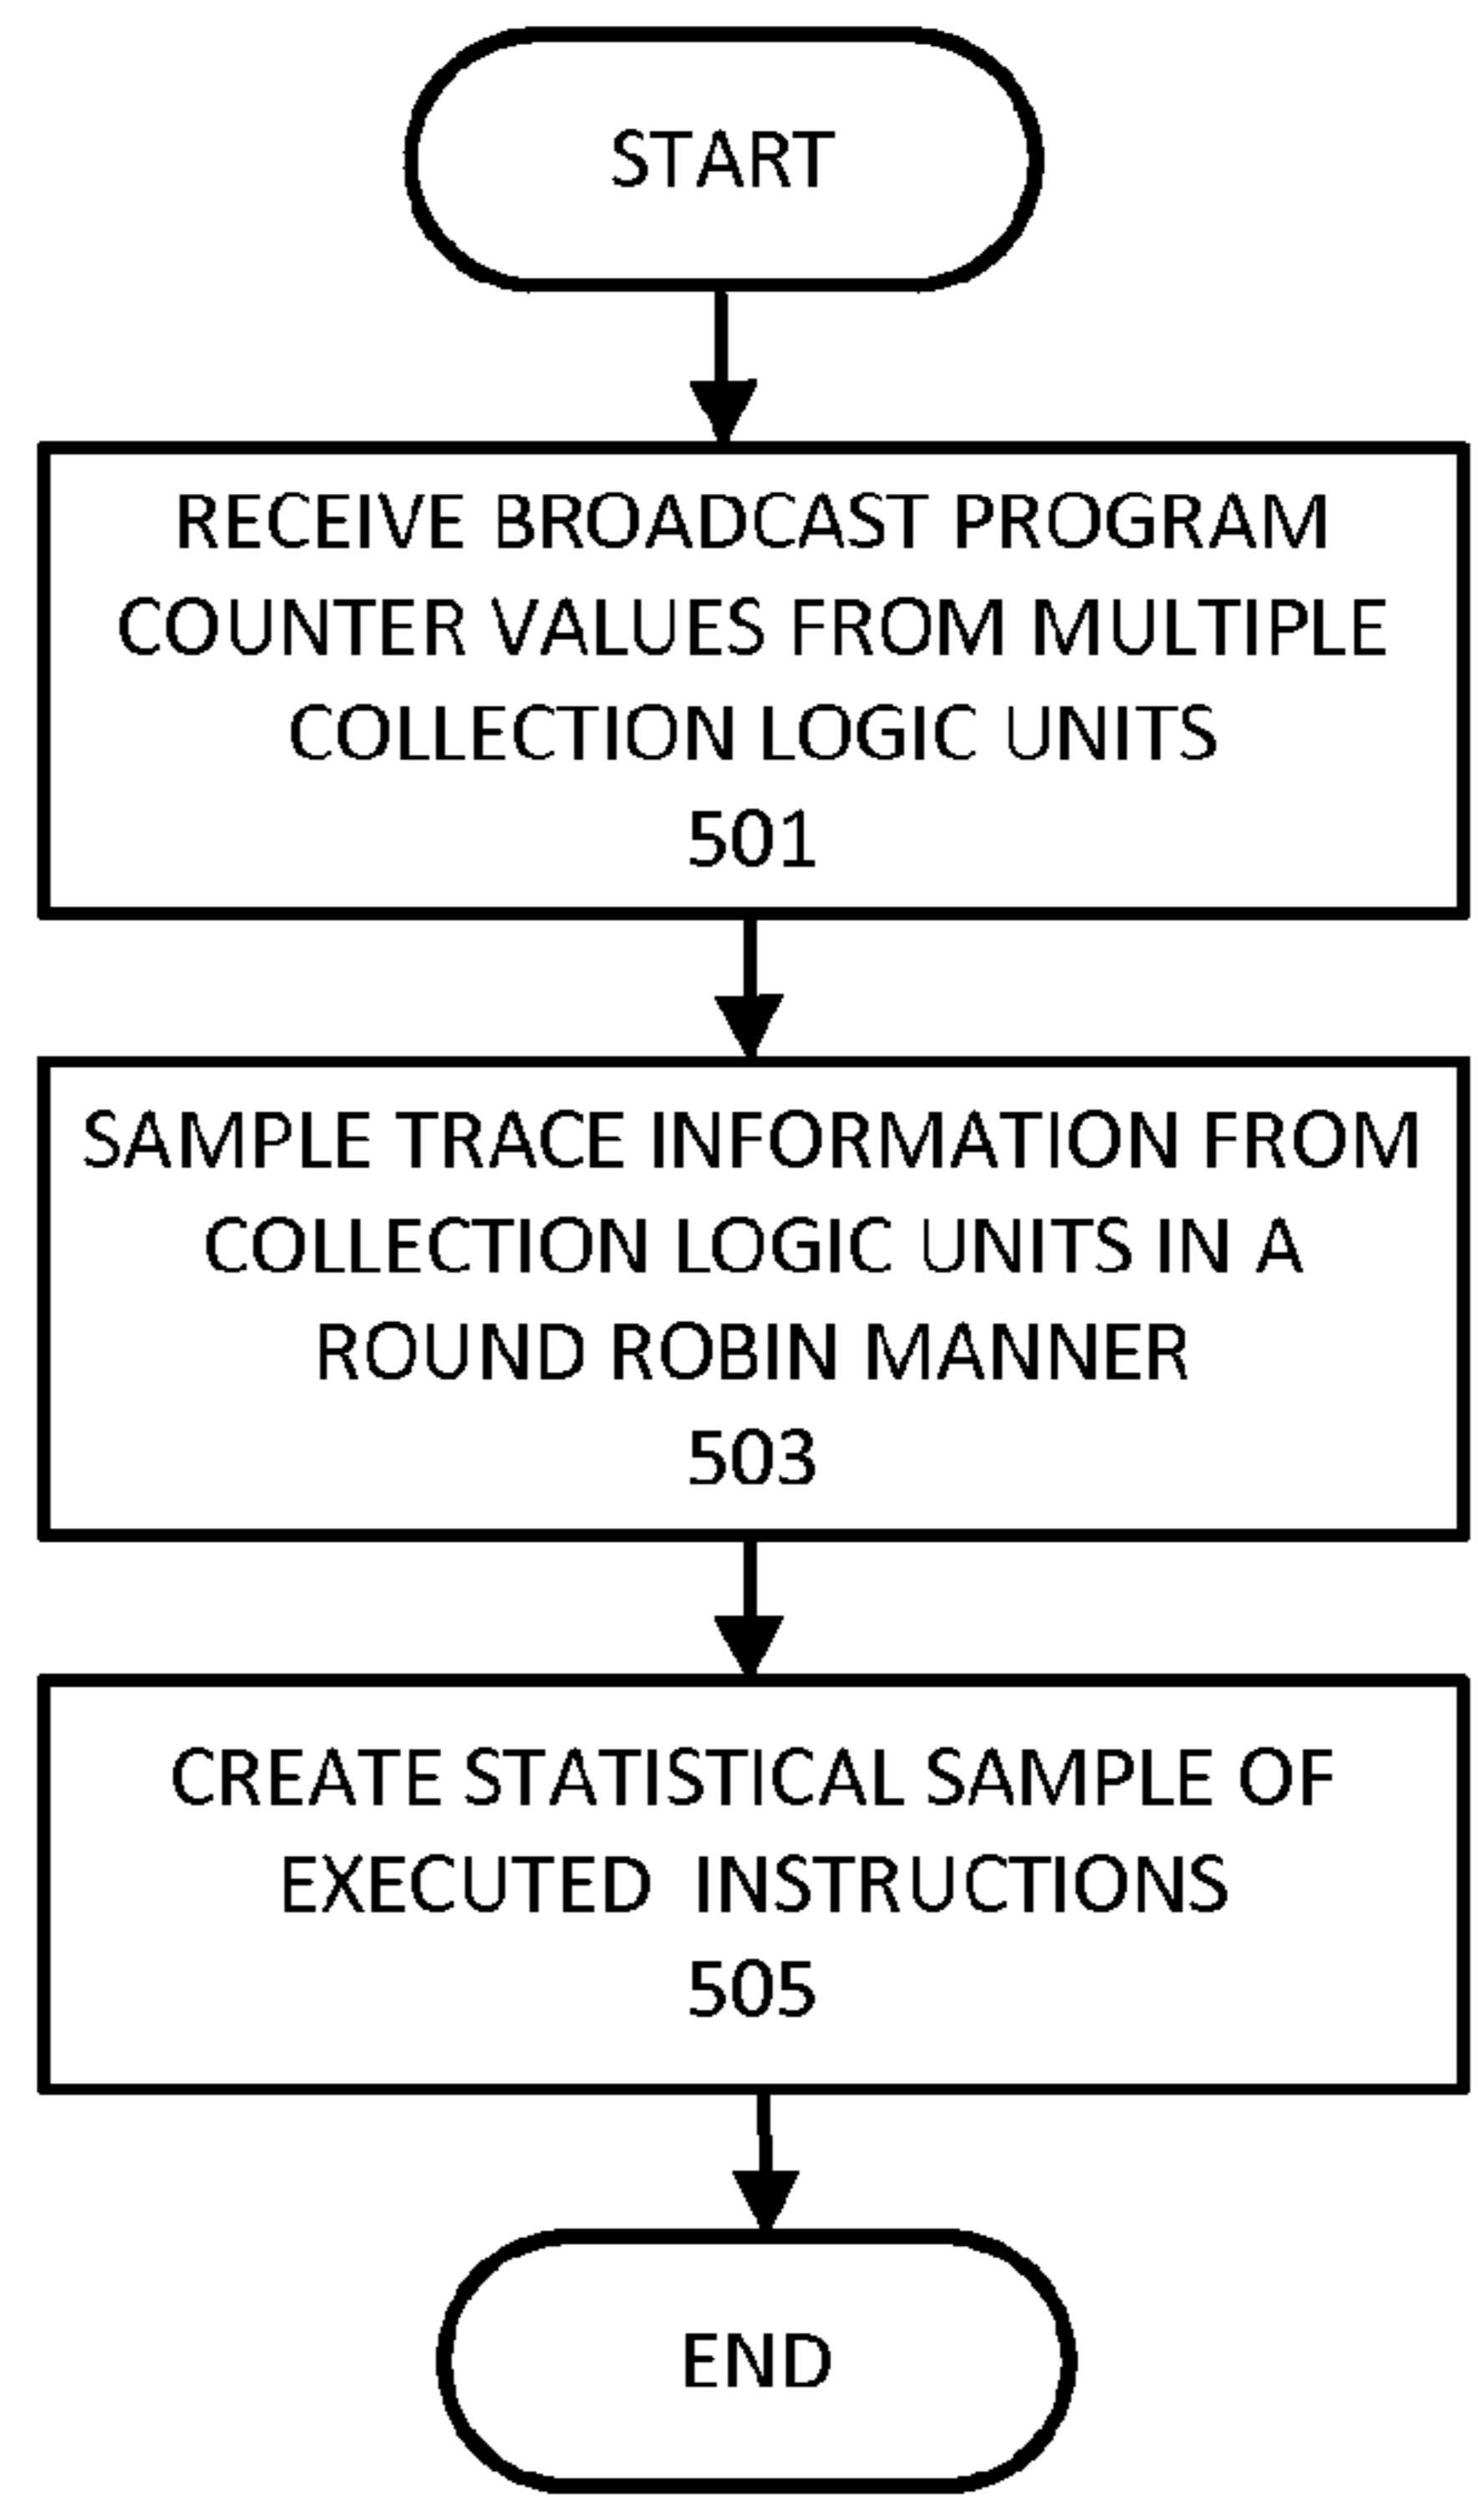 START
RECEIVE BROADCAST PROGRAM
COUNTER VALUES FROM MULTIPLE
COLLECTION LOGIC UNITS
501
SAMPLE TRACE INFORMATION FROM
COLLECTION LOGIC UNITS IN A
ROUND ROBIN MANNER
503
CREATE STATISTICAL SAMPLE OF
EXECUTED INSTRUCTIONS
505
END